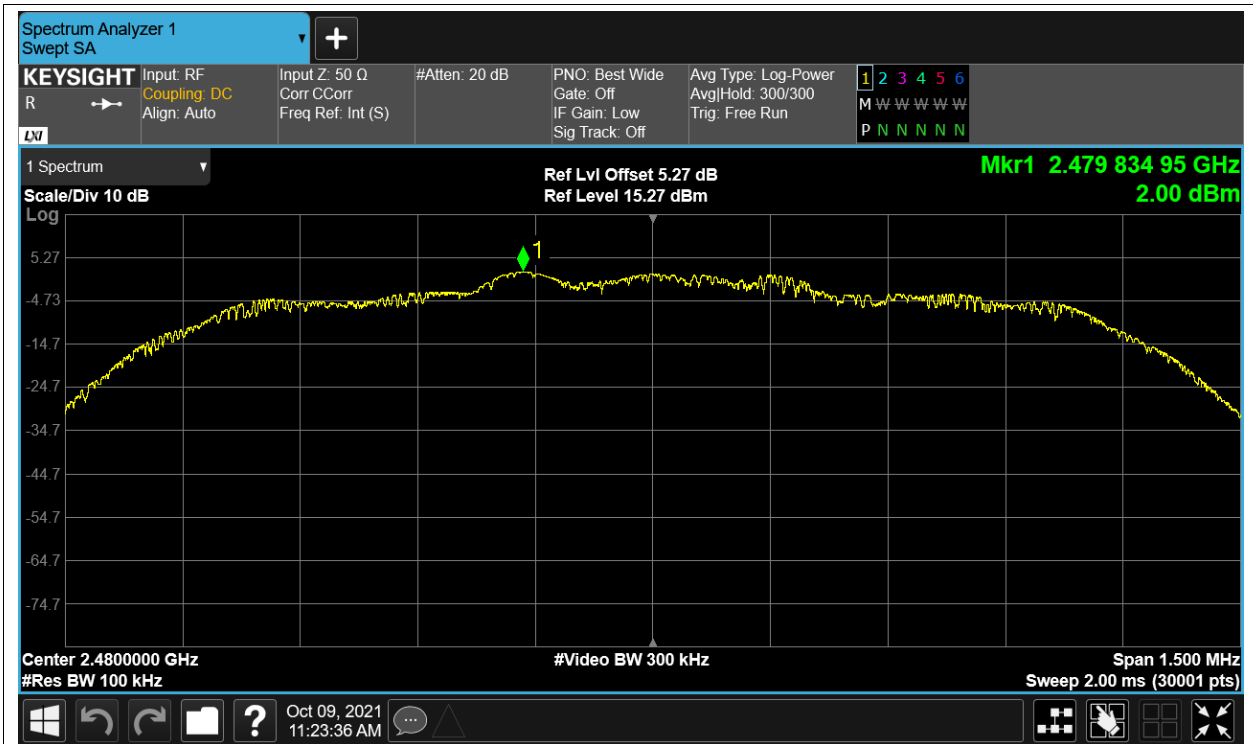 Spectrum Analyzer 1
Swept SA
KEYSIGHT
R
LXI
Input: RF
Coupling: DC
Align: Auto
Input Z: 50 Ω
Corr CCorr
Freq Ref: Int (S)
#Atten: 20 dB
PNO: Best Wide
Gate: Off
IF Gain: Low
Sig Track: Off
Avg Type: Log-Power
Avg|Hold: 300/300
Trig: Free Run
1 2 3 4 5 6
M W W W W W
P N N N N N
1 Spectrum
Scale/Div 10 dB
Log
Ref Lvl Offset 5.27 dB
Ref Level 15.27 dBm
Mkr1 2.479 834 95 GHz
2.00 dBm
1
5.27
-4.73
-14.7
-24.7
-34.7
-44.7
-54.7
-64.7
-74.7
Center 2.4800000 GHz
#Res BW 100 kHz
#Video BW 300 kHz
Span 1.500 MHz
Sweep 2.00 ms (30001 pts)
?
Oct 09, 2021
11:23:36 AM